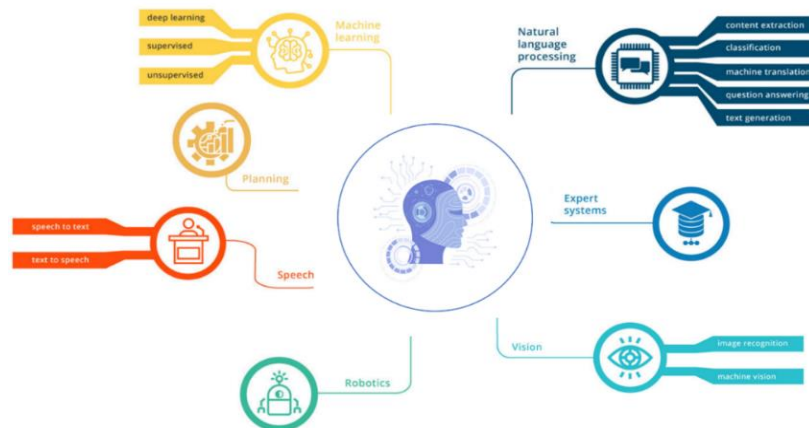 deep learning
supervised
unsupervised
Machine
learning
Natural
language
processing
content extraction
classification
machine translation
question answering
text generation
Planning
Expert
systems
speech to text
text to speech
Speech
Vision
image recognition
machine vision
Robotics